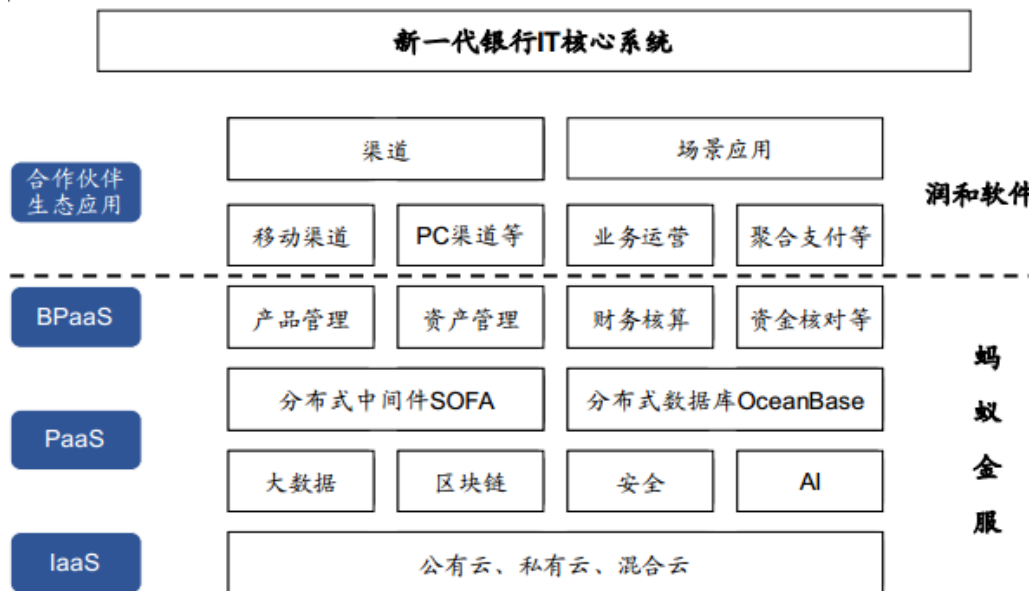 新一代银行IT核心系统
渠道
场景应用
合作伙伴
生态应用
润和软件
移动渠道
PC渠道等
业务运营
聚合支付等
BPaaS
产品管理
资产管理
财务核算
资金核对等
蚂
蚁
金
服
PaaS
分布式中间件SOFA
分布式数据库OceanBase
大数据
区块链
安全
AI
IaaS
公有云、私有云、混合云